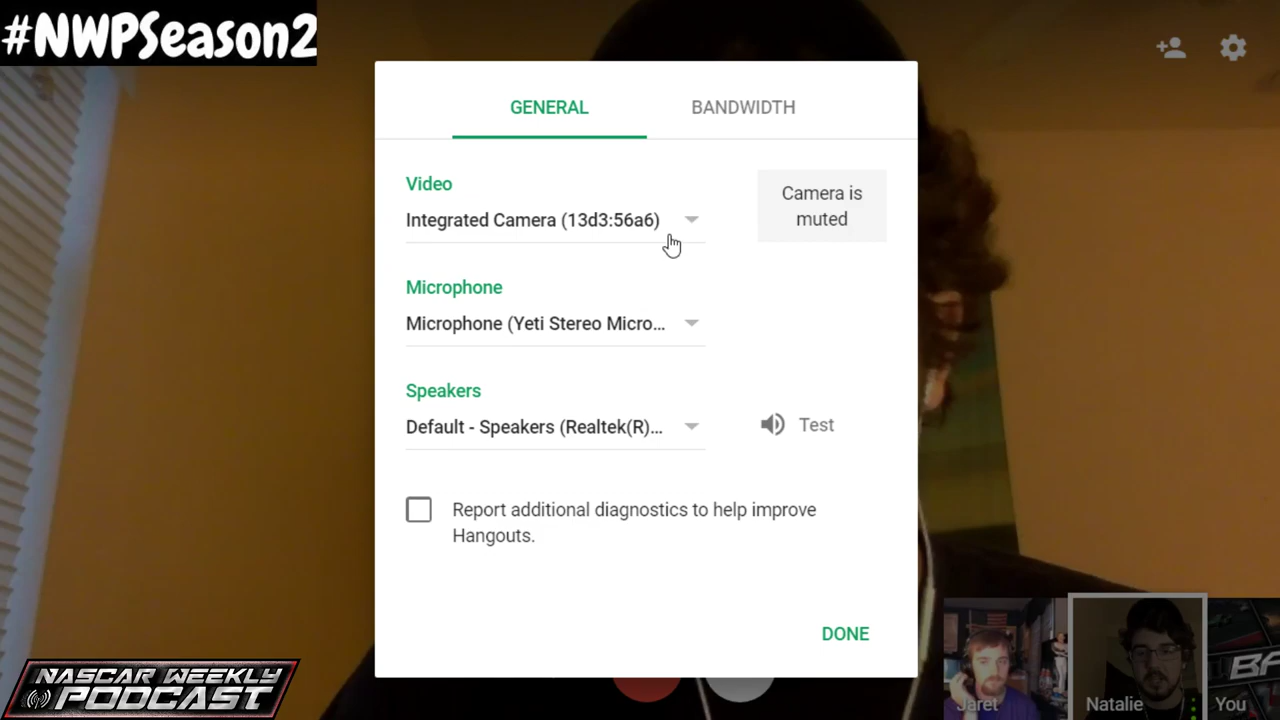 #NWPSeason2
GENERAL
BANDWIDTH
Video
Integrated Camera (13d3:56a6)
Camera is
muted
Microphone
Microphone (Yeti Stereo Micro...
Speakers
Default - Speakers (Realtek(R)...
Test
Report additional diagnostics to help improve
Hangouts.
DONE
NASCAR WEEKLY
PODCAST
Jaret
Natalie
You